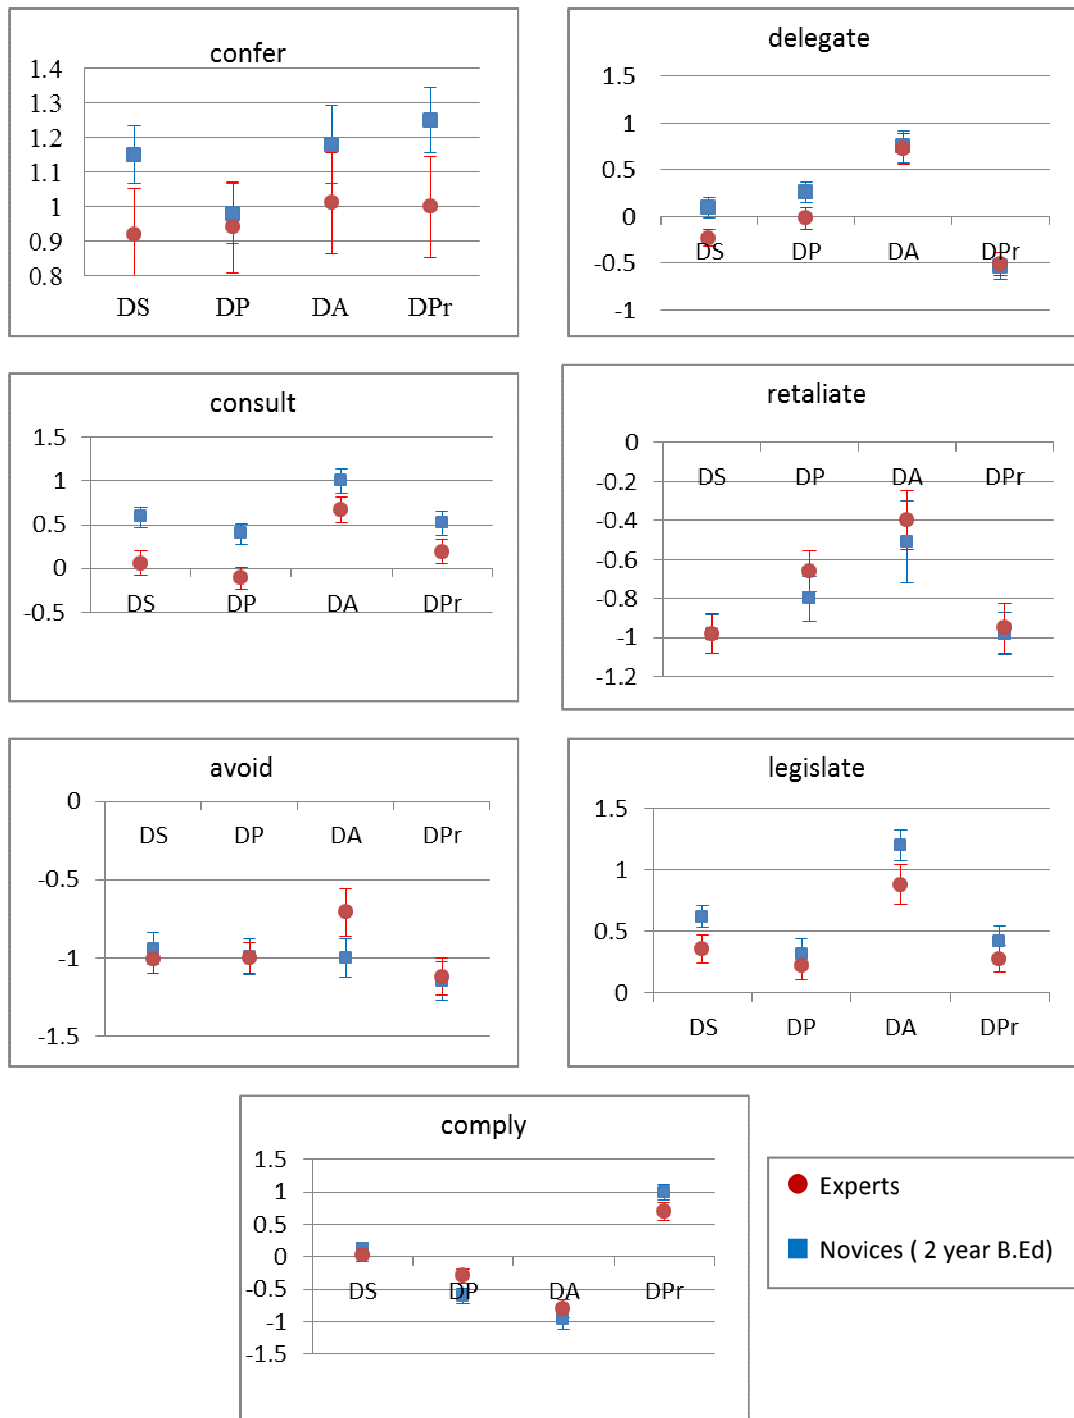 confer
1.4
1.3
1.2
1.1
1
0.9
0.8
DS DP DA DPr
delegate
1.5
1
0.5
0
-0.5
-1
DS DP DA DPr
consult
1.5
1
0.5
0
-0.5
DS DP DA DPr
retaliate
0
-0.2
-0.4
-0.6
-0.8
-1
-1.2
DS DP DA DPr
avoid
0
-0.5
-1
-1.5
DS DP DA DPr
legislate
1.5
1
0.5
0
DS DP DA DPr
comply
1.5
1
0.5
0
-0.5
-1
-1.5
DS DP DA DPr
Experts
Novices ( 2 year B.Ed)